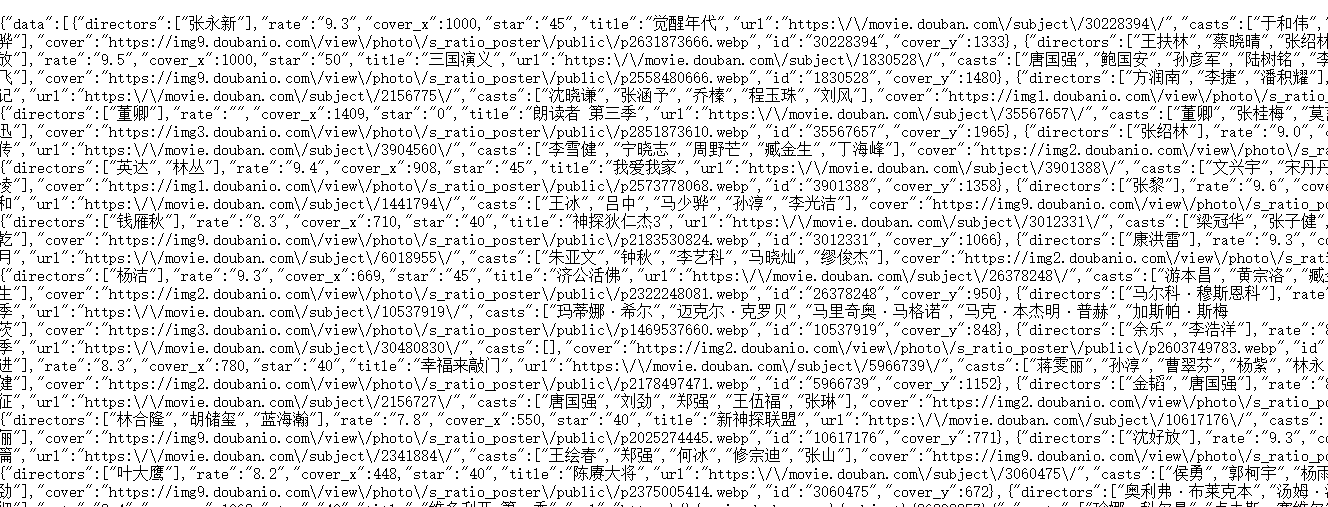 {"data":[{"directors":["张永新"],"rate":"9.3","cover_x":1000,"star":"45","title":"觉醒年代","url":"https:\/\/movie.douban.com\/subject\/30228394\/","casts":["于和伟","
骅"],"cover":"https://img9.doubanio.com\/view\/photo\/s_ratio_poster\/public\/p2631873666.webp","id":"30228394","cover_y":1333},{"directors":["王扶林","蔡晓晴","张绍林
放"],"rate":"9.5","cover_x":1000,"star":"50","title":"三国演义","url":"https:\/\/movie.douban.com\/subject\/1830528\/","casts":["唐国强","鲍国安","孙彦军","陆树铭","李
飞"],"cover":"https://img9.doubanio.com\/view\/photo\/s_ratio_poster\/public\/p2558480666.webp","id":"1830528","cover_y":1480},{"directors":["方润南","李捷","潘积耀"],
记","url":"https:\/\/movie.douban.com\/subject\/2156775\/","casts":["沈晓谦","张涵予","乔榛","程玉珠","刘风"],"cover":"https://img1.doubanio.com\/view\/photo\/s_ratio_
{"directors":["董卿"],"rate":"","cover_x":1409,"star":"0","title":"朗读者 第三季","url":"https:\/\/movie.douban.com\/subject\/35567657\/","casts":["董卿","张桂梅","莫言
迅"],"cover":"https://img3.doubanio.com\/view\/photo\/s_ratio_poster\/public\/p2851873610.webp","id":"35567657","cover_y":1965},{"directors":["张绍林"],"rate":"9.0","c
传","url":"https:\/\/movie.douban.com\/subject\/3904560\/","casts":["李雪健","宁晓志","周野芒","臧金生","丁海峰"],"cover":"https://img2.doubanio.com\/view\/photo\/s_ra
{"directors":["英达","林丛"],"rate":"9.4","cover_x":908,"star":"45","title":"我爱我家","url":"https:\/\/movie.douban.com\/subject\/3901388\/","casts":["文兴宇","宋丹丹
凌"],"cover":"https://img1.doubanio.com\/view\/photo\/s_ratio_poster\/public\/p2573778068.webp","id":"3901388","cover_y":1358},{"directors":["张黎"],"rate":"9.6","cove
和","url":"https:\/\/movie.douban.com\/subject\/1441794\/","casts":["王冰","吕中","马少骅","孙淳","李光洁"],"cover":"https://img9.doubanio.com\/view\/photo\/s_ratio_po
{"directors":["钱雁秋"],"rate":"8.3","cover_x":710,"star":"40","title":"神探狄仁杰3","url":"https:\/\/movie.douban.com\/subject\/3012331\/","casts":["梁冠华","张子健","
乾"],"cover":"https://img9.doubanio.com\/view\/photo\/s_ratio_poster\/public\/p2183530824.webp","id":"3012331","cover_y":1066},{"directors":["康洪雷"],"rate":"9.3","co
月","url":"https:\/\/movie.douban.com\/subject\/6018955\/","casts":["朱亚文","钟秋","李艺科","马晓灿","缪俊杰"],"cover":"https://img2.doubanio.com\/view\/photo\/s_rati
{"directors":["杨洁"],"rate":"9.3","cover_x":669,"star":"45","title":"济公活佛","url":"https:\/\/movie.douban.com\/subject\/26378248\/","casts":["游本昌","黄宗洛","臧金
生"],"cover":"https://img2.doubanio.com\/view\/photo\/s_ratio_poster\/public\/p2322248081.webp","id":"26378248","cover_y":950},{"directors":["马尔科·穆斯恩科"],"rate"
季","url":"https:\/\/movie.douban.com\/subject\/10537919\/","casts":["玛蒂娜·希尔","迈克尔·克罗贝","马里奇奥·马格诺","马克·本杰明·普赫","加斯帕·斯梅
茨"],"cover":"https://img3.doubanio.com\/view\/photo\/s_ratio_poster\/public\/p1469537660.webp","id":"10537919","cover_y":848},{"directors":["余乐","李浩洋"],"rate":"8
季","url":"https:\/\/movie.douban.com\/subject\/30480830\/","casts":[],"cover":"https://img2.doubanio.com\/view\/photo\/s_ratio_poster\/public\/p2603749783.webp","id"
进"],"rate":"8.3","cover_x":780,"star":"40","title":"幸福来敲门","url":"https:\/\/movie.douban.com\/subject\/5966739\/","casts":["蒋雯丽","孙淳","曹翠芬","杨紫","林永
健"],"cover":"https://img2.doubanio.com\/view\/photo\/s_ratio_poster\/public\/p2178497471.webp","id":"5966739","cover_y":1152},{"directors":["金韬","唐国强"],"rate":"8
征","url":"https:\/\/movie.douban.com\/subject\/2156727\/","casts":["唐国强","刘劲","郑强","王伍福","张琳"],"cover":"https://img2.doubanio.com\/view\/photo\/s_ratio_po
{"directors":["林合隆","胡储玺","蓝海瀚"],"rate":"7.8","cover_x":550,"star":"40","title":"新神探联盟","url":"https:\/\/movie.douban.com\/subject\/10617176\/","casts":
丽"],"cover":"https://img9.doubanio.com\/view\/photo\/s_ratio_poster\/public\/p2025274445.webp","id":"10617176","cover_y":771},{"directors":["沈好放"],"rate":"9.3","co
篇","url":"https:\/\/movie.douban.com\/subject\/2341884\/","casts":["王绘春","郑强","何冰","修宗迪","张山"],"cover":"https://img9.doubanio.com\/view\/photo\/s_ratio_po
{"directors":["叶大鹰"],"rate":"8.2","cover_x":448,"star":"40","title":"陈赓大将","url":"https:\/\/movie.douban.com\/subject\/3060475\/","casts":["侯勇","郭柯宇","杨雨
劲"],"cover":"https://img9.doubanio.com\/view\/photo\/s_ratio_poster\/public\/p2375005414.webp","id":"3060475","cover_y":672},{"directors":["奥利弗·布莱克本","汤姆·